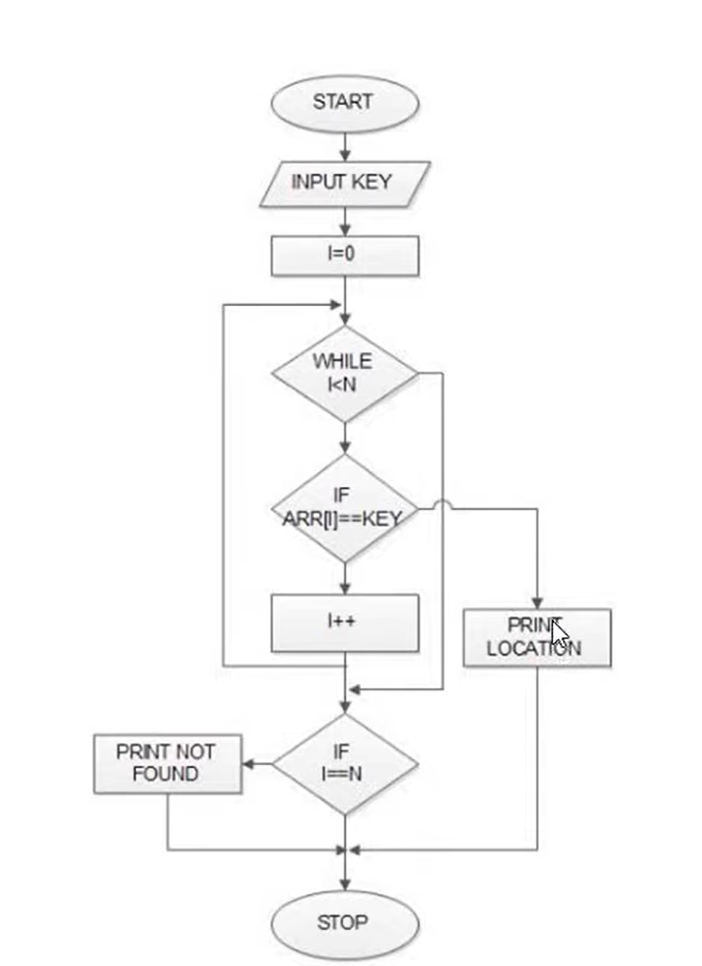 START
INPUT KEY
I=0
WHILE
I<N
IF
ARR[I]==KEY
I++
PRINT
LOCATION
IF
I==N
PRINT NOT
FOUND
STOP